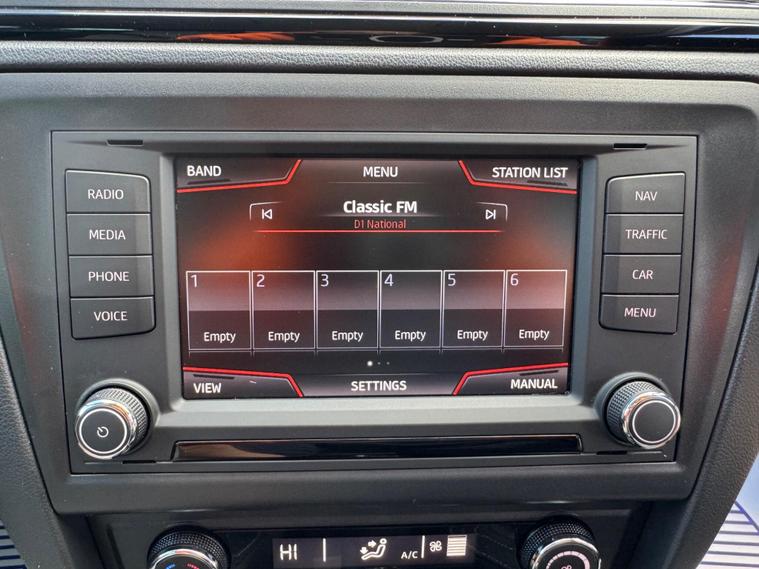 BAND MENU STATION LIST
RADIO NAV
Classic FM
D1 National
MEDIA TRAFFIC
PHONE CAR
1 2 3 4 5 6
VOICE MENU
Empty Empty Empty Empty Empty Empty
VIEW SETTINGS MANUAL
HI A/C